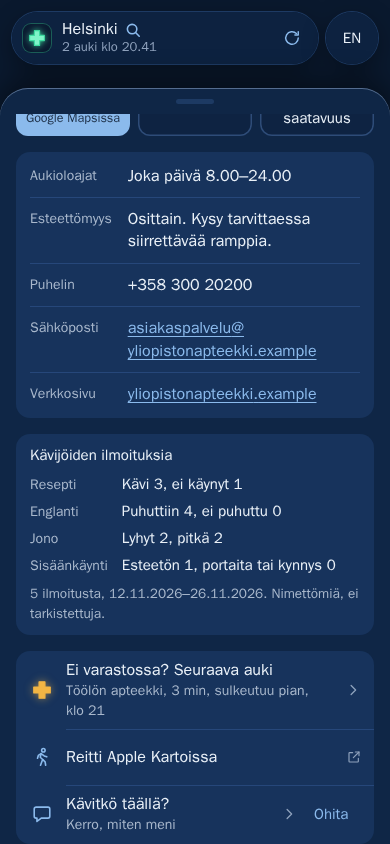 Helsinki
2 auki klo 20.41
EN
Google Mapsissa
saatavuus
Aukioloajat Joka päivä 8.00–24.00
Esteettömyys Osittain. Kysy tarvittaessa
siirrettävää ramppia.
Puhelin +358 300 20200
Sähköposti asiakaspalvelu@
yliopistonapteekki.example
Verkkosivu yliopistonapteekki.example
Kävijöiden ilmoituksia
Resepti Kävi 3, ei käynyt 1
Englanti Puhuttiin 4, ei puhuttu 0
Jono Lyhyt 2, pitkä 2
Sisäänkäynti Esteetön 1, portaita tai kynnys 0
5 ilmoitusta, 12.11.2026–26.11.2026. Nimettömiä, ei
tarkistettuja.
Ei varastossa? Seuraava auki
Töölön apteekki, 3 min, sulkeutuu pian,
klo 21
Reitti Apple Kartoissa
Kävitkö täällä?
Kerro, miten meni
Ohita